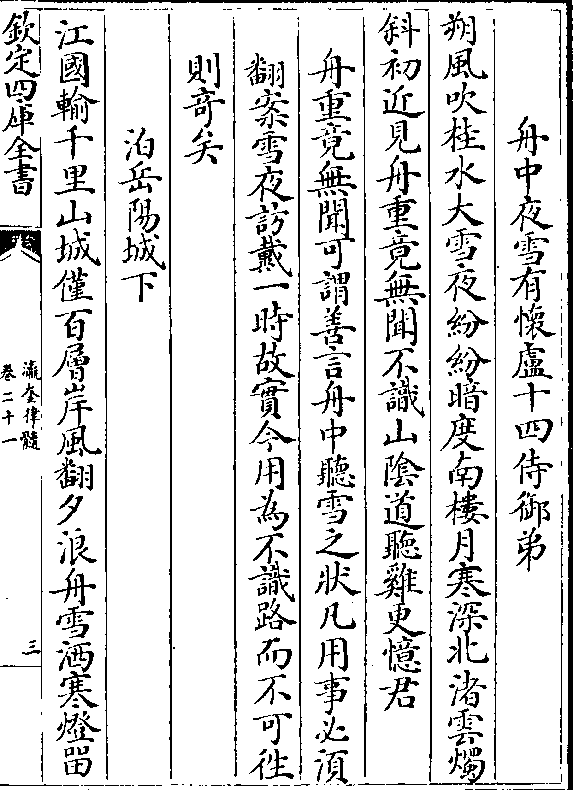 舟中夜雪有懷盧十四侍御弟
朔風吹桂水大雪夜紛紛暗度南樓月寒深北渚雲燭
斜初近見舟重竟無聞不識山陰道聽雞更憶君
舟重竟無聞可謂善言舟中聽雪之狀凡用事必須
翻案雪夜訪戴一時故實今用為不識路而不可徃
則竒矣
泊岳陽城下
江國輸千里山城僅百層岸風翻夕浪舟雪洒寒燈畱
欽定四庫全書
瀛奎律髓
卷二十一
三